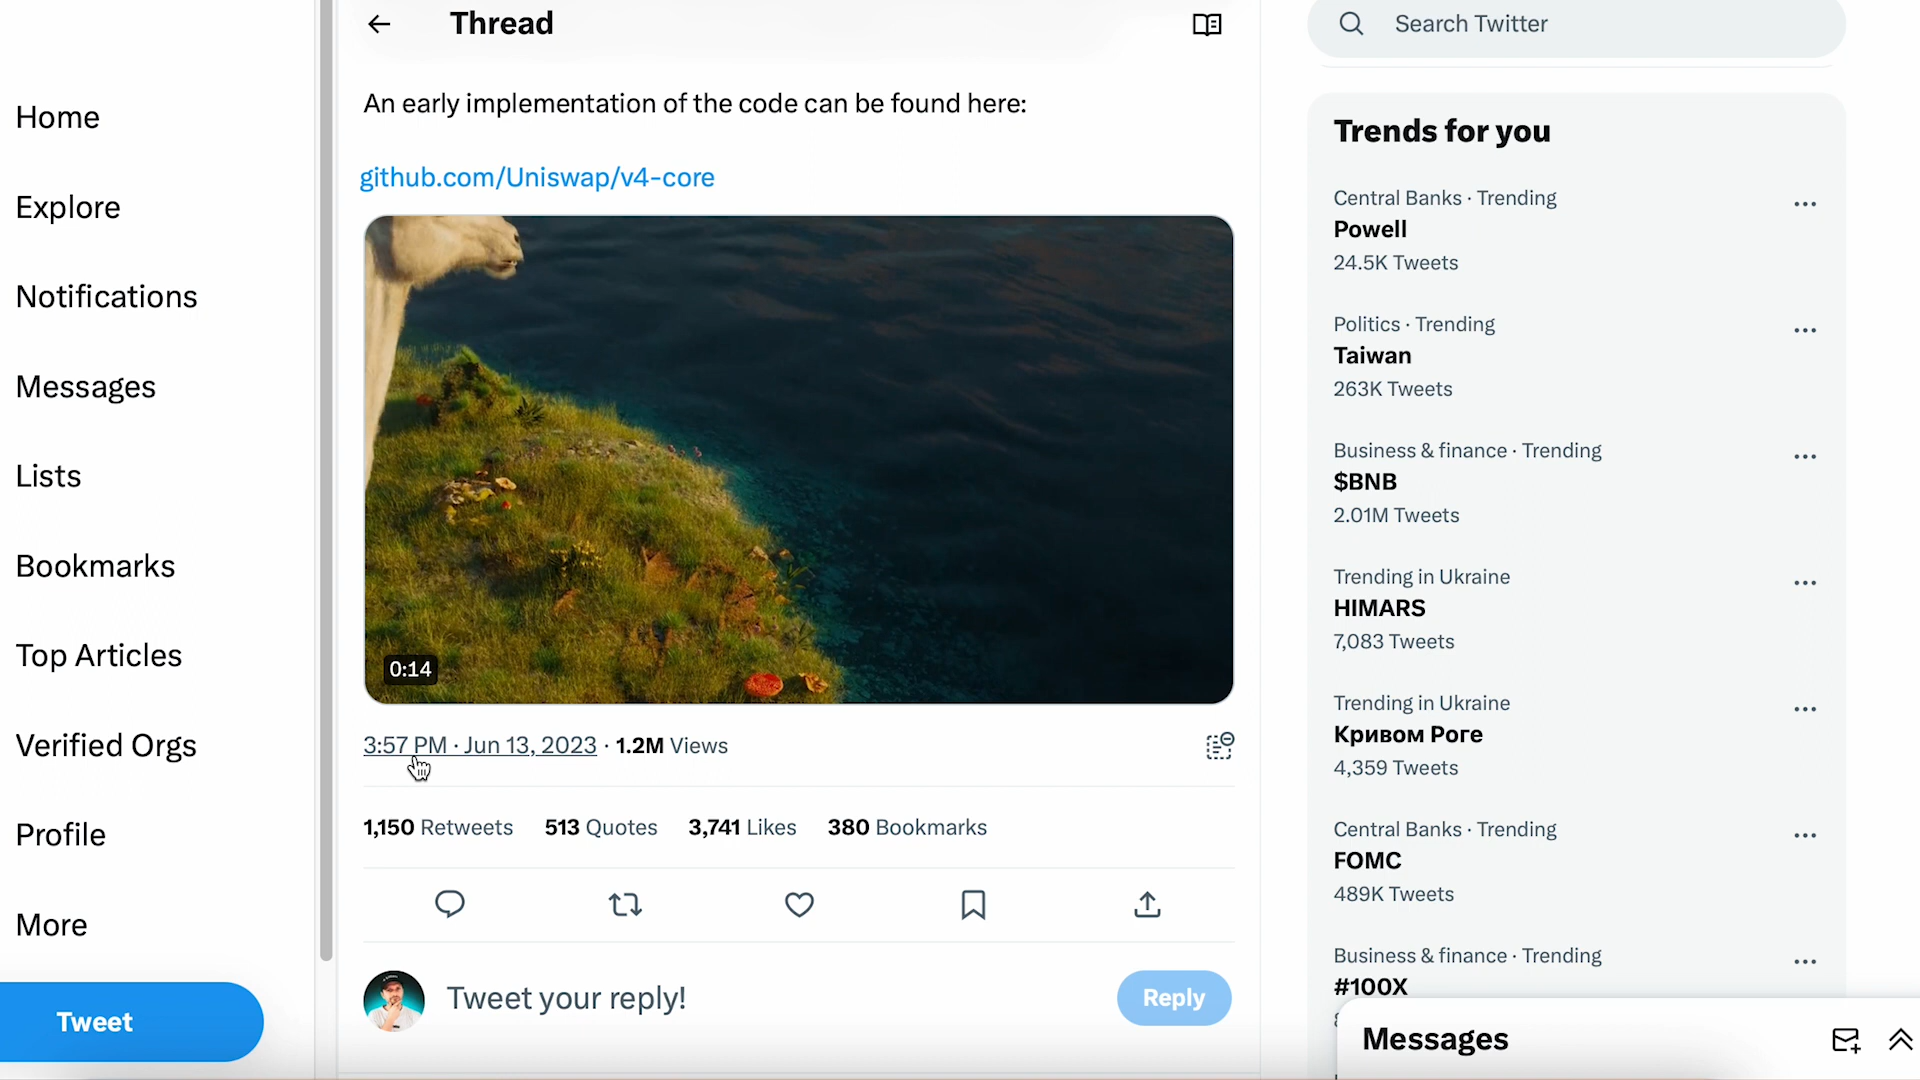 Thread
Search Twitter
Home
Explore
Notifications
Messages
Lists
Bookmarks
Top Articles
Verified Orgs
Profile
More
Tweet
An early implementation of the code can be found here:
github.com/Uniswap/v4-core
0:14
3:57 PM · Jun 13, 2023 · 1.2M Views
1,150 Retweets 513 Quotes 3,741 Likes 380 Bookmarks
Tweet your reply!
Reply
Trends for you
Central Banks · Trending
Powell
24.5K Tweets
Politics · Trending
Taiwan
263K Tweets
Business & finance · Trending
$BNB
2.01M Tweets
Trending in Ukraine
HIMARS
7,083 Tweets
Trending in Ukraine
Кривом Роге
4,359 Tweets
Central Banks · Trending
FOMC
489K Tweets
Business & finance · Trending
#100X
Messages